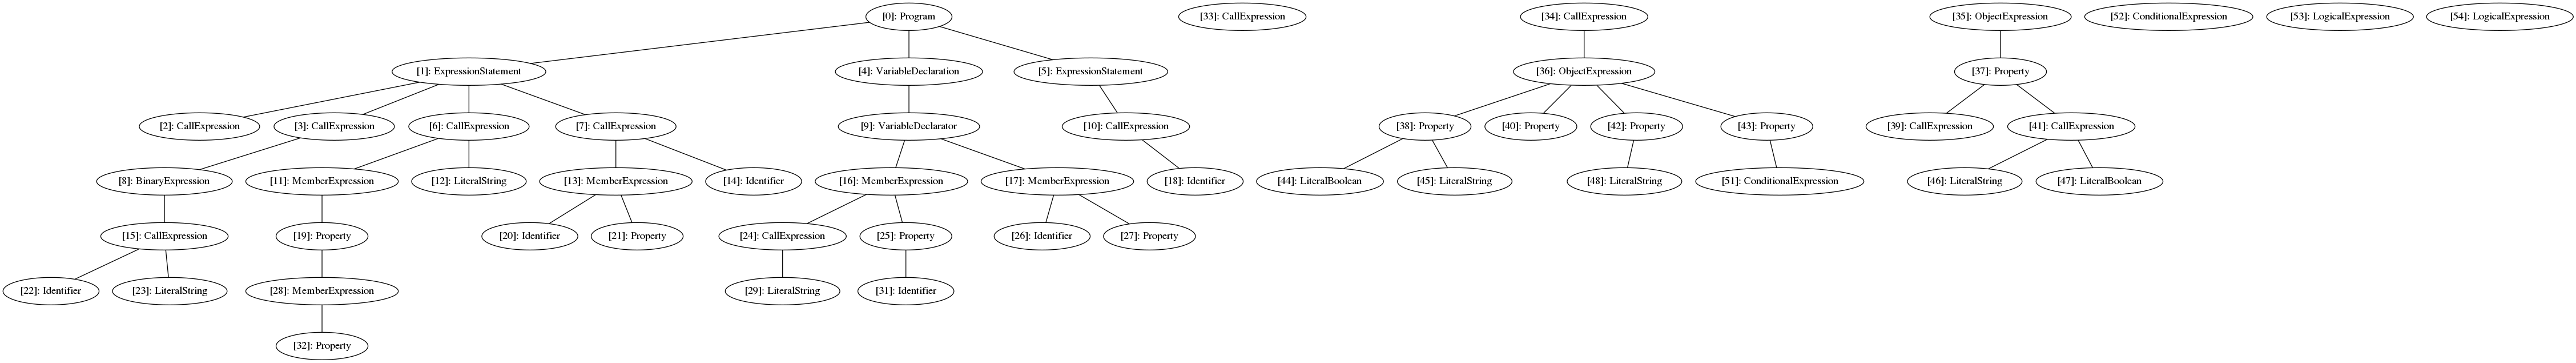 [0]: Program
[33]: CallExpression
[34]: CallExpression
[35]: ObjectExpression
[52]: ConditionalExpression
[53]: LogicalExpression
[54]: LogicalExpression
[1]: ExpressionStatement
[4]: VariableDeclaration
[5]: ExpressionStatement
[36]: ObjectExpression
[37]: Property
[2]: CallExpression
[3]: CallExpression
[6]: CallExpression
[7]: CallExpression
[9]: VariableDeclarator
[10]: CallExpression
[38]: Property
[40]: Property
[42]: Property
[43]: Property
[39]: CallExpression
[41]: CallExpression
[8]: BinaryExpression
[11]: MemberExpression
[12]: LiteralString
[13]: MemberExpression
[14]: Identifier
[16]: MemberExpression
[17]: MemberExpression
[18]: Identifier
[44]: LiteralBoolean
[45]: LiteralString
[48]: LiteralString
[51]: ConditionalExpression
[46]: LiteralString
[47]: LiteralBoolean
[15]: CallExpression
[19]: Property
[20]: Identifier
[21]: Property
[24]: CallExpression
[25]: Property
[26]: Identifier
[27]: Property
[22]: Identifier
[23]: LiteralString
[28]: MemberExpression
[29]: LiteralString
[31]: Identifier
[32]: Property